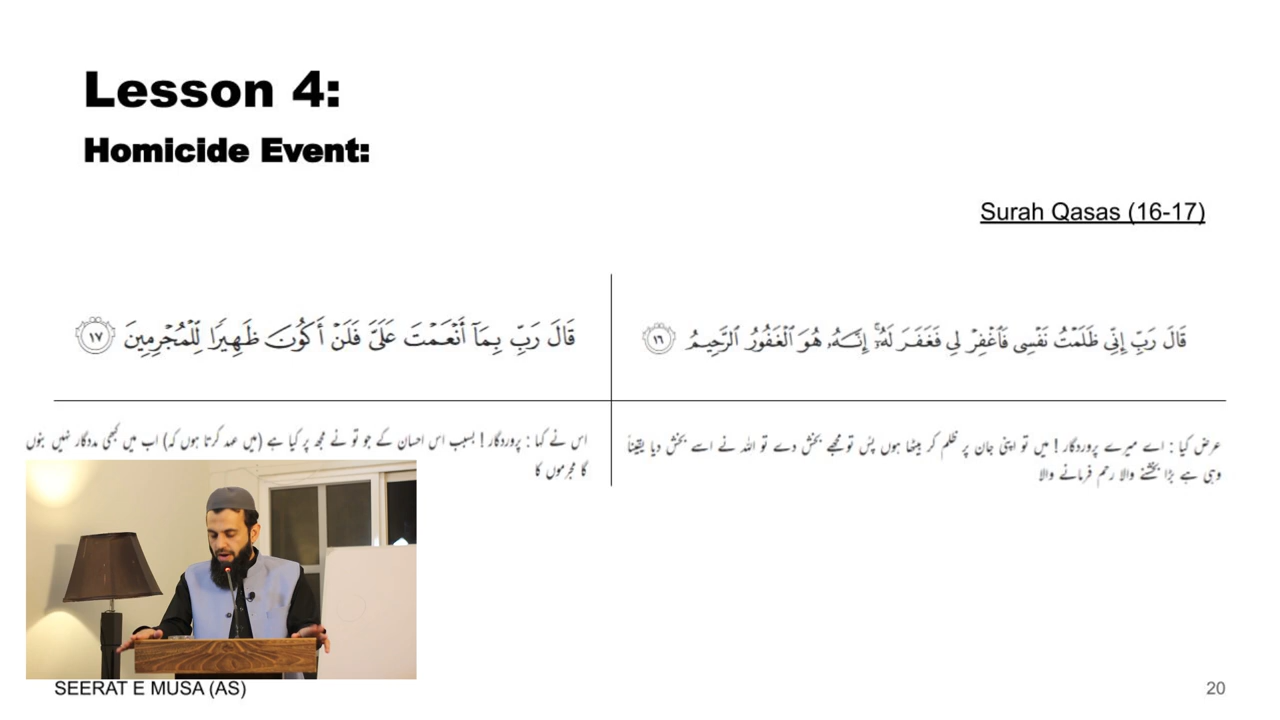 Lesson 4:
Homicide Event:
Surah Qasas (16-17)
قَالَ رَبِّ إِنِّي ظَلَمْتُ نَفْسِى فَٱغْفِرْ لِى فَغَفَرَ لَهُۥٓ ۚ إِنَّهُۥ هُوَ ٱلْغَفُورُ ٱلرَّحِيمُ ١٦
قَالَ رَبِّ بِمَآ أَنْعَمْتَ عَلَىَّ فَلَنْ أَكُونَ ظَهِيرًا لِّلْمُجْرِمِينَ ١٧
عرض کیا : اے میرے پروردگار ! میں تو اپنی جان پر ظلم کر بیٹھا ہوں پس تو مجھے بخش دے تو اللہ نے اسے بخش دیا یقیناً
وہی ہے بڑا بخشنے والا رحم فرمانے والا
اس نے کہا : پروردگار ! بسبب اس احسان کے جو تو نے مجھ پر کیا ہے (میں عہد کرتا ہوں کہ) اب میں کبھی مددگار نہیں بنوں
گا مجرموں کا
SEERAT E MUSA (AS)
20